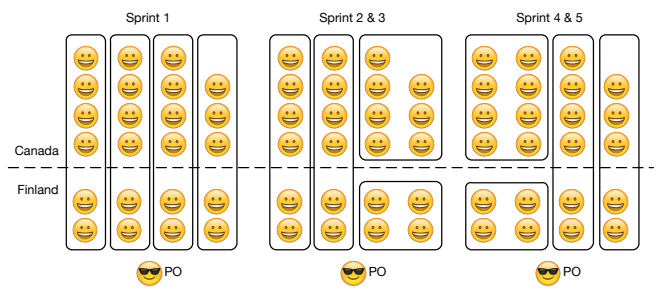 Sprint 1
Sprint 2 & 3
Sprint 4 & 5
Canada
Finland
PO
PO
PO